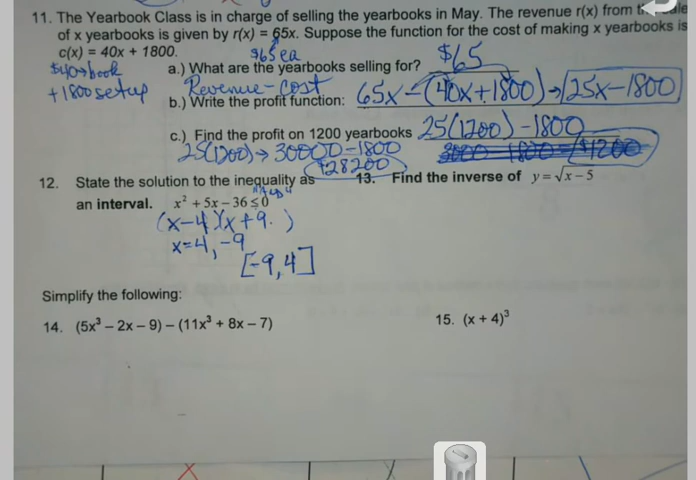 11. The Yearbook Class is in charge of selling the yearbooks in May. The revenue r(x) from the sale
of x yearbooks is given by r(x) = 65x. Suppose the function for the cost of making x yearbooks is
c(x) = 40x + 1800.
$65 ea
$40→book
+1800 setup
a.) What are the yearbooks selling for? $65
Revenue - cost
b.) Write the profit function: 65x - (40x+1800) → 25x-1800
c.) Find the profit on 1200 yearbooks 25(1200) - 1800
25(1200) → 30000-1800
$28200
12. State the solution to the inequality as
an interval. x² + 5x – 36 ≤ 0
(x-4)(x+9)
x=4, -9
[-9,4]
13. Find the inverse of y = √x – 5
Simplify the following:
14. (5x³ – 2x – 9) – (11x³ + 8x – 7)
15. (x + 4)³